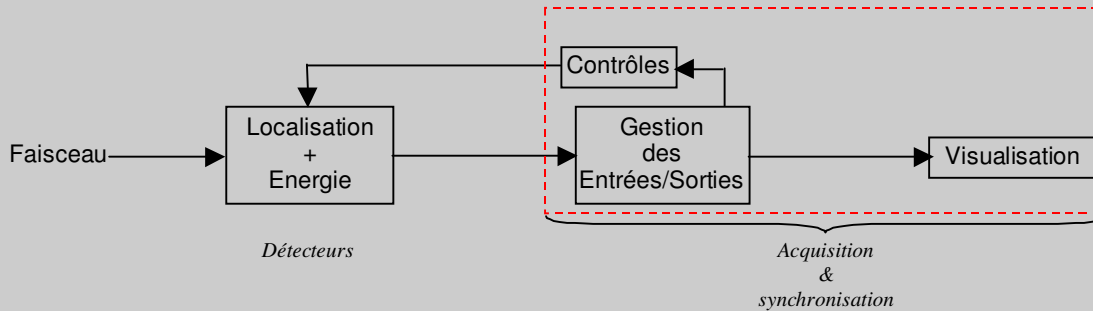 Contrôles
Faisceau
Localisation
+
Energie
Gestion
des
Entrées/Sorties
Visualisation
Détecteurs
Acquisition
&
synchronisation